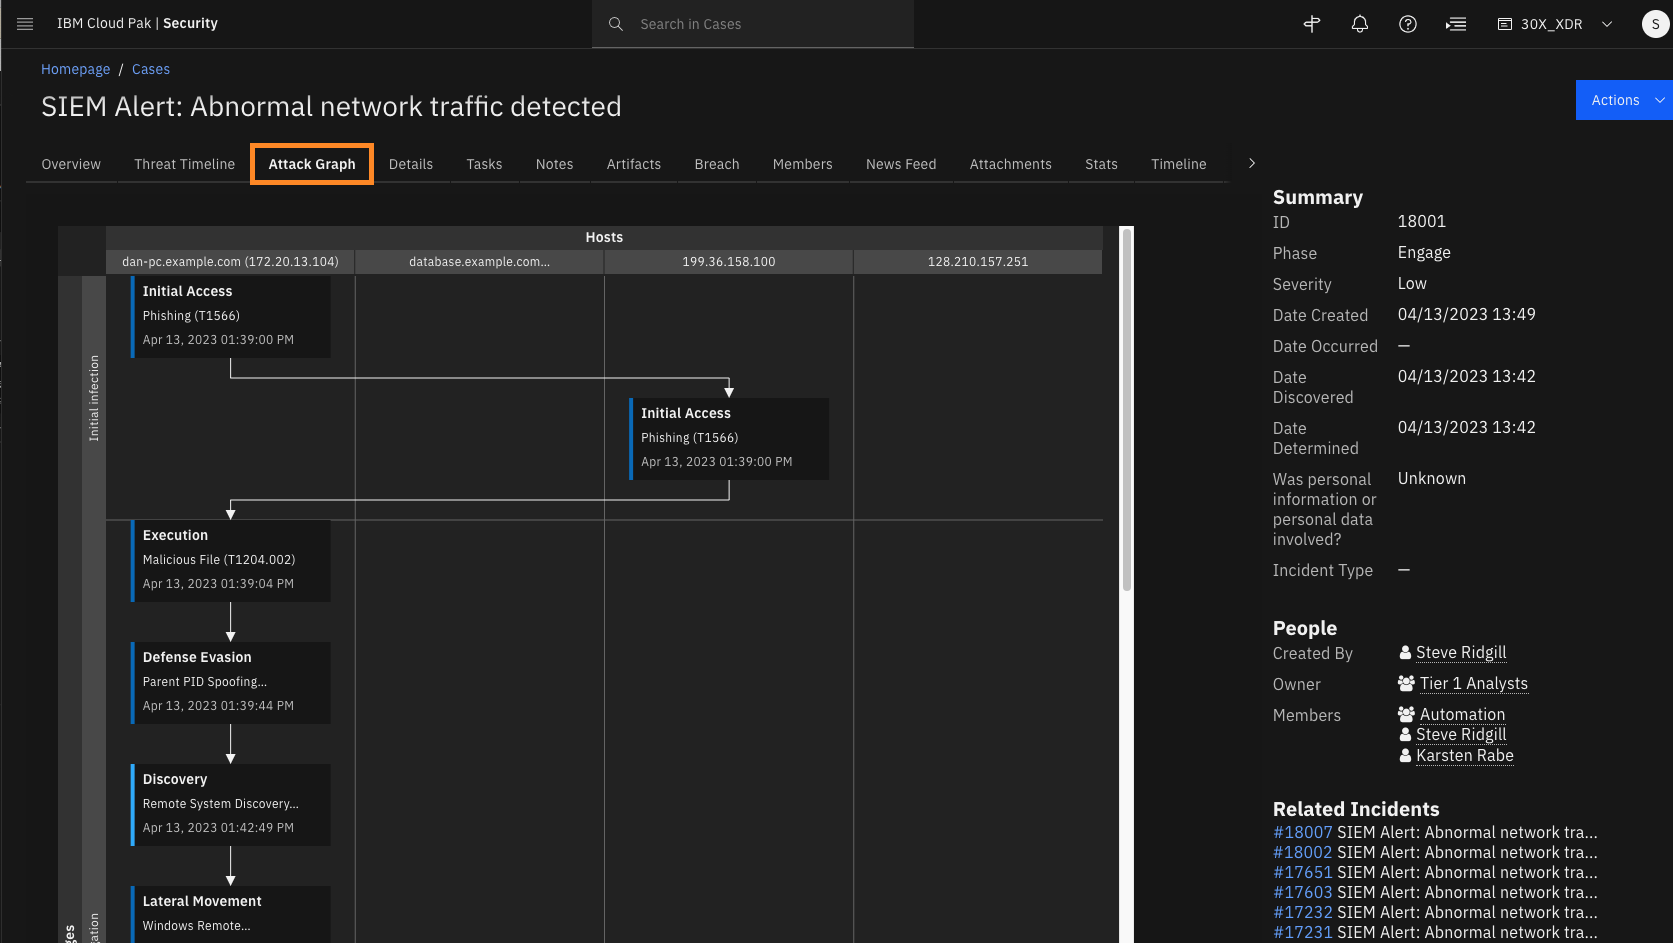 IBM Cloud Pak | Security
Search in Cases
30X_XDR
S
Homepage / Cases
SIEM Alert: Abnormal network traffic detected
Actions
Overview
Threat Timeline
Attack Graph
Details
Tasks
Notes
Artifacts
Breach
Members
News Feed
Attachments
Stats
Timeline
Hosts
dan-pc.example.com (172.20.13.104)
database.example.com...
199.36.158.100
128.210.157.251
Initial infection
Initial Access
Phishing (T1566)
Apr 13, 2023 01:39:00 PM
Initial Access
Phishing (T1566)
Apr 13, 2023 01:39:00 PM
Execution
Malicious File (T1204.002)
Apr 13, 2023 01:39:04 PM
Defense Evasion
Parent PID Spoofing...
Apr 13, 2023 01:39:44 PM
Discovery
Remote System Discovery...
Apr 13, 2023 01:42:49 PM
Lateral Movement
Windows Remote...
Summary
ID 18001
Phase Engage
Severity Low
Date Created 04/13/2023 13:49
Date Occurred —
Date 04/13/2023 13:42
Discovered
Date 04/13/2023 13:42
Determined
Was personal Unknown
information or
personal data
involved?
Incident Type —
People
Created By Steve Ridgill
Owner Tier 1 Analysts
Members Automation
Steve Ridgill
Karsten Rabe
Related Incidents
#18007 SIEM Alert: Abnormal network tra...
#18002 SIEM Alert: Abnormal network tra...
#17651 SIEM Alert: Abnormal network tra...
#17603 SIEM Alert: Abnormal network tra...
#17232 SIEM Alert: Abnormal network tra...
#17231 SIEM Alert: Abnormal network tra...